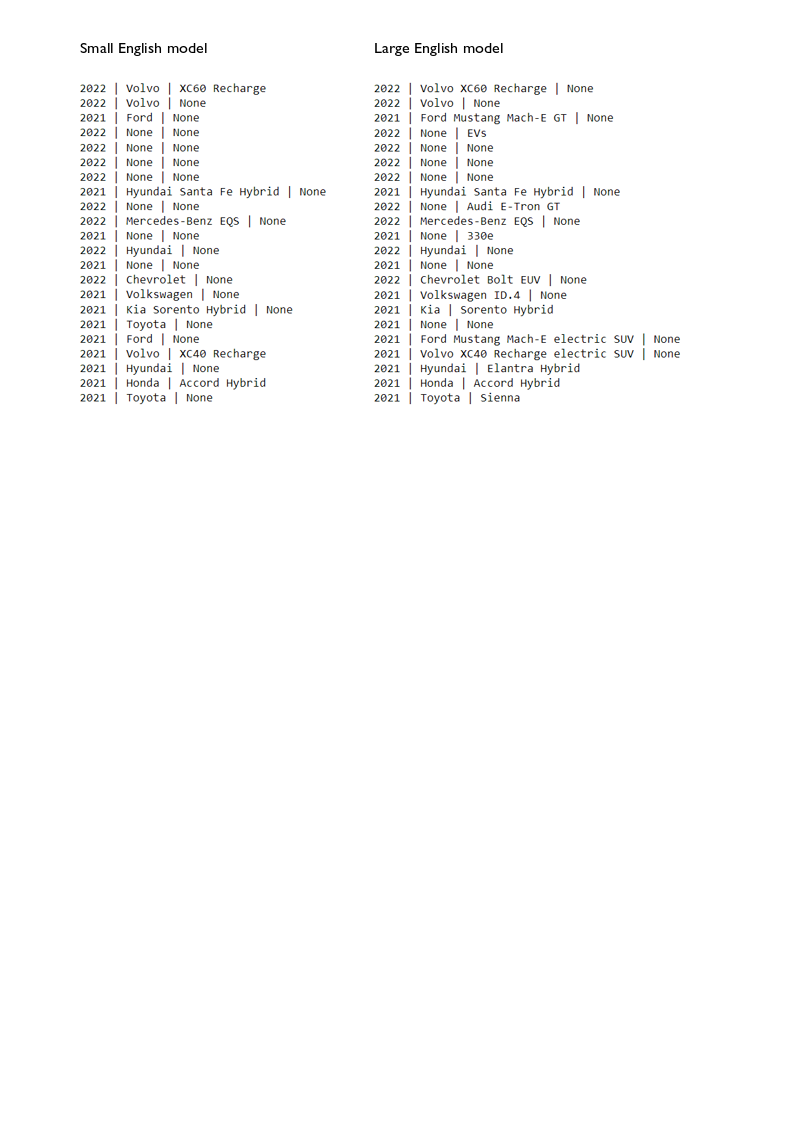 Small English model
2022 | Volvo | XC60 Recharge
2022 | Volvo | None
2021 | Ford | None
2022 | None | None
2022 | None | None
2022 | None | None
2022 | None | None
2021 | Hyundai Santa Fe Hybrid | None
2022 | None | None
2022 | Mercedes-Benz EQS | None
2021 | None | None
2022 | Hyundai | None
2021 | None | None
2022 | Chevrolet | None
2021 | Volkswagen | None
2021 | Kia Sorento Hybrid | None
2021 | Toyota | None
2021 | Ford | None
2021 | Volvo | XC40 Recharge
2021 | Hyundai | None
2021 | Honda | Accord Hybrid
2021 | Toyota | None
Large English model
2022 | Volvo XC60 Recharge | None
2022 | Volvo | None
2021 | Ford Mustang Mach-E GT | None
2022 | None | EVs
2022 | None | None
2022 | None | None
2022 | None | None
2021 | Hyundai Santa Fe Hybrid | None
2022 | None | Audi E-Tron GT
2022 | Mercedes-Benz EQS | None
2021 | None | 330e
2022 | Hyundai | None
2021 | None | None
2022 | Chevrolet Bolt EUV | None
2021 | Volkswagen ID.4 | None
2021 | Kia | Sorento Hybrid
2021 | None | None
2021 | Ford Mustang Mach-E electric SUV | None
2021 | Volvo XC40 Recharge electric SUV | None
2021 | Hyundai | Elantra Hybrid
2021 | Honda | Accord Hybrid
2021 | Toyota | Sienna